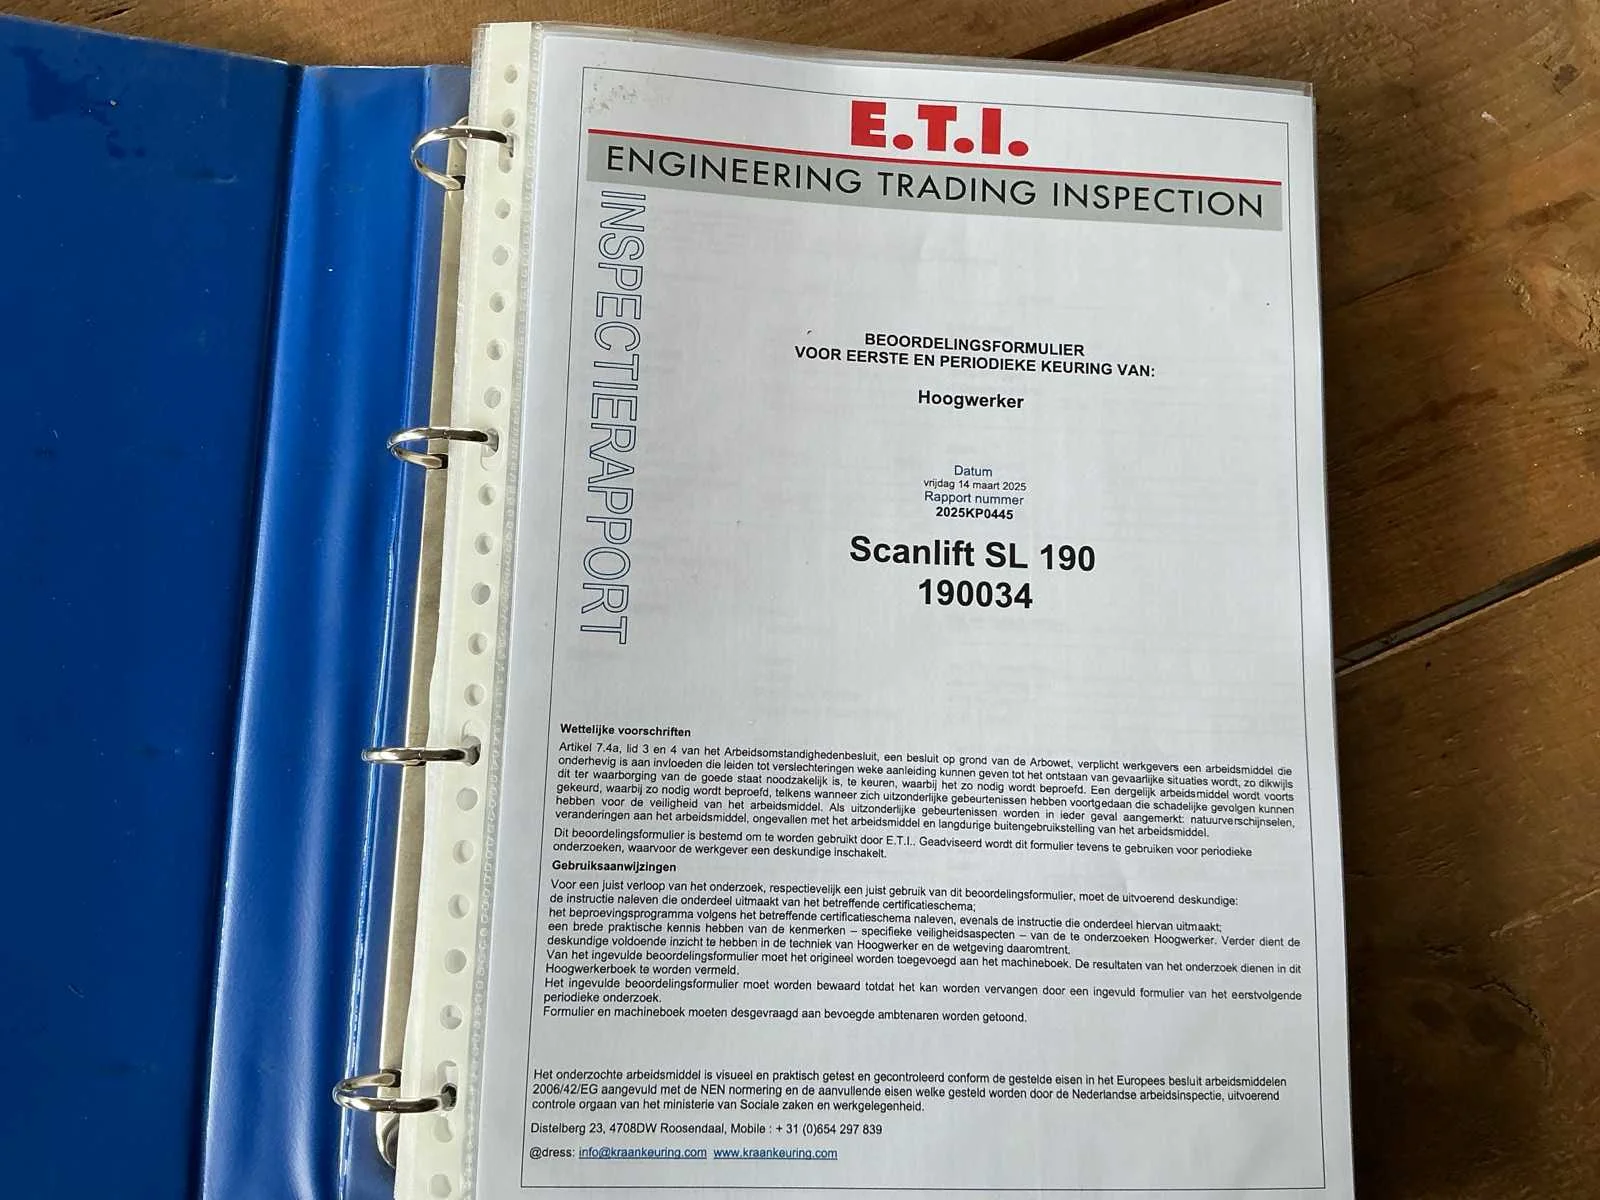 E.T.I.
ENGINEERING TRADING INSPECTION
INSPECTIERAPPORT
BEOORDELINGSFORMULIER
VOOR EERSTE EN PERIODIEKE KEURING VAN:
Hoogwerker
Datum
vrijdag 14 maart 2025
Rapport nummer
2025KP0445
Scanlift SL 190
190034
Wettelijke voorschriften
Artikel 7.4a, lid 3 en 4 van het Arbeidsomstandighedenbesluit, een besluit op grond van de Arbowet, verplicht werkgevers een arbeidsmiddel die
onderhevig is aan invloeden die leiden tot verslechteringen weke aanleiding kunnen geven tot het ontstaan van gevaarlijke situaties wordt, zo dikwijls
dit ter waarborging van de goede staat noodzakelijk is, te keuren, waarbij het zo nodig wordt beproefd. Een dergelijk arbeidsmiddel wordt voorts
gekeurd, waarbij zo nodig wordt beproefd, telkens wanneer zich uitzonderlijke gebeurtenissen hebben voortgedaan die schadelijke gevolgen kunnen
hebben voor de veiligheid van het arbeidsmiddel. Als uitzonderlijke gebeurtenissen worden in ieder geval aangemerkt: natuurverschijnselen,
veranderingen aan het arbeidsmiddel, ongevallen met het arbeidsmiddel en langdurige buitengebruikstelling van het arbeidsmiddel.
Dit beoordelingsformulier is bestemd om te worden gebruikt door E.T.I.. Geadviseerd wordt dit formulier tevens te gebruiken voor periodieke
onderzoeken, waarvoor de werkgever een deskundige inschakelt.
Gebruiksaanwijzingen
Voor een juist verloop van het onderzoek, respectievelijk een juist gebruik van dit beoordelingsformulier, moet de uitvoerend deskundige:
de instructie naleven die onderdeel uitmaakt van het betreffende certificatieschema;
het beproevingsprogramma volgens het betreffende certificatieschema naleven, evenals de instructie die onderdeel hiervan uitmaakt;
een brede praktische kennis hebben van de kenmerken – specifieke veiligheidsaspecten – van de te onderzoeken Hoogwerker. Verder dient de
deskundige voldoende inzicht te hebben in de techniek van Hoogwerker en de wetgeving daaromtrent.
Van het ingevulde beoordelingsformulier moet het origineel worden toegevoegd aan het machineboek. De resultaten van het onderzoek dienen in dit
Hoogwerkerboek te worden vermeld.
Het ingevulde beoordelingsformulier moet worden bewaard totdat het kan worden vervangen door een ingevuld formulier van het eerstvolgende
periodieke onderzoek.
Formulier en machineboek moeten desgevraagd aan bevoegde ambtenaren worden getoond.
Het onderzochte arbeidsmiddel is visueel en praktisch getest en gecontroleerd conform de gestelde eisen in het Europees besluit arbeidsmiddelen
2006/42/EG aangevuld met de NEN normering en de aanvullende eisen welke gesteld worden door de Nederlandse arbeidsinspectie, uitvoerend
controle orgaan van het ministerie van Sociale zaken en werkgelegenheid.
Distelberg 23, 4708DW Roosendaal, Mobile : + 31 (0)654 297 839
@dress: info@kraankeuring.com www.kraankeuring.com